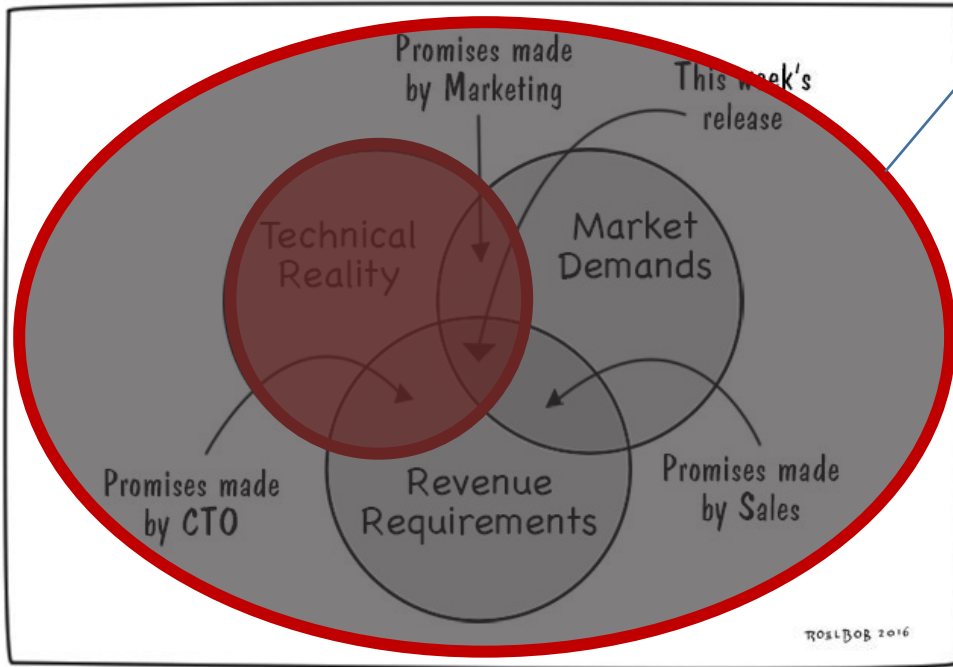 Promises made
by Marketing
This week's
release
Technical
Reality
Market
Demands
Promises made
by CTO
Revenue
Requirements
Promises made
by Sales
ROELBOB 2016